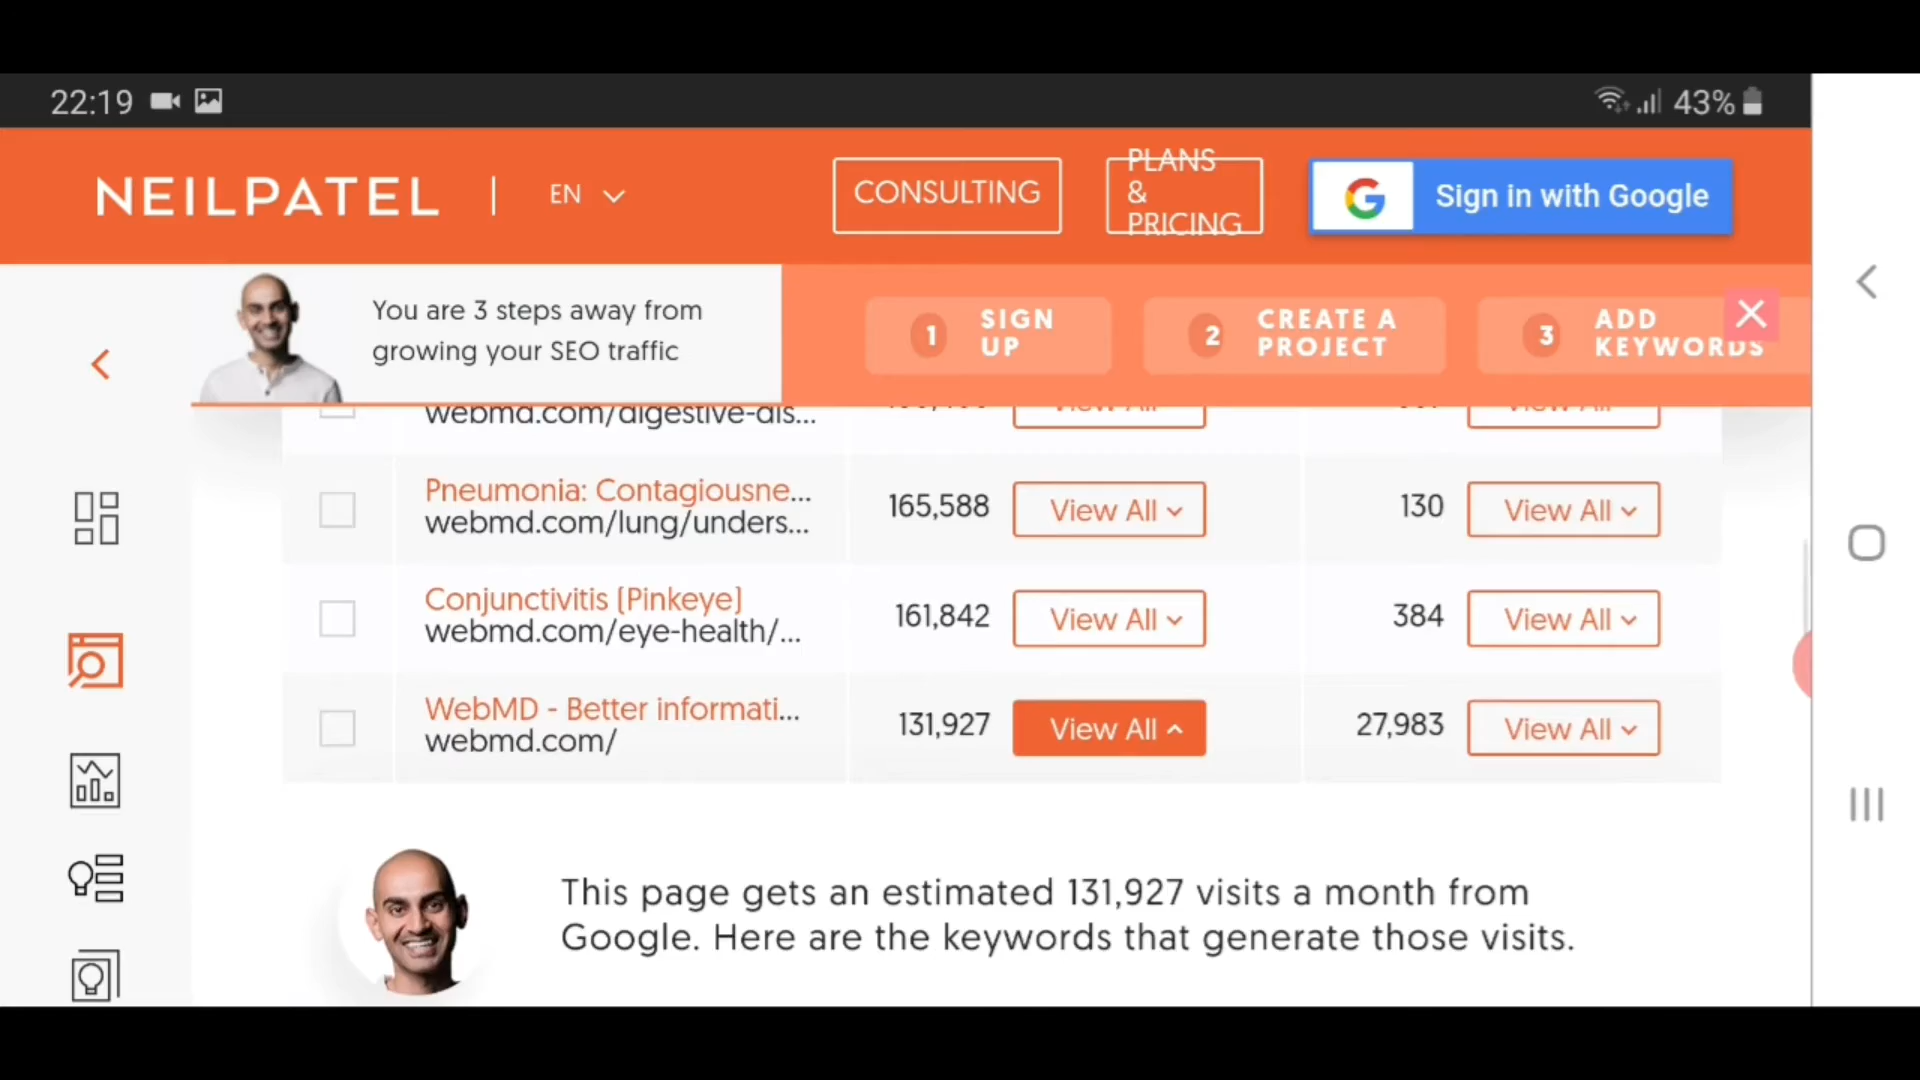 22:19
43%
NEILPATEL
EN
CONSULTING
PLANS
&
PRICING
Sign in with Google
You are 3 steps away from
growing your SEO traffic
1 SIGN
UP
2 CREATE A
PROJECT
3 ADD
KEYWORDS
webmd.com/digestive-dis...
Pneumonia: Contagiousne...
webmd.com/lung/unders...
165,588 View All 130 View All
Conjunctivitis (Pinkeye)
webmd.com/eye-health/...
161,842 View All 384 View All
WebMD - Better informati...
webmd.com/
131,927 View All 27,983 View All
This page gets an estimated 131,927 visits a month from
Google. Here are the keywords that generate those visits.